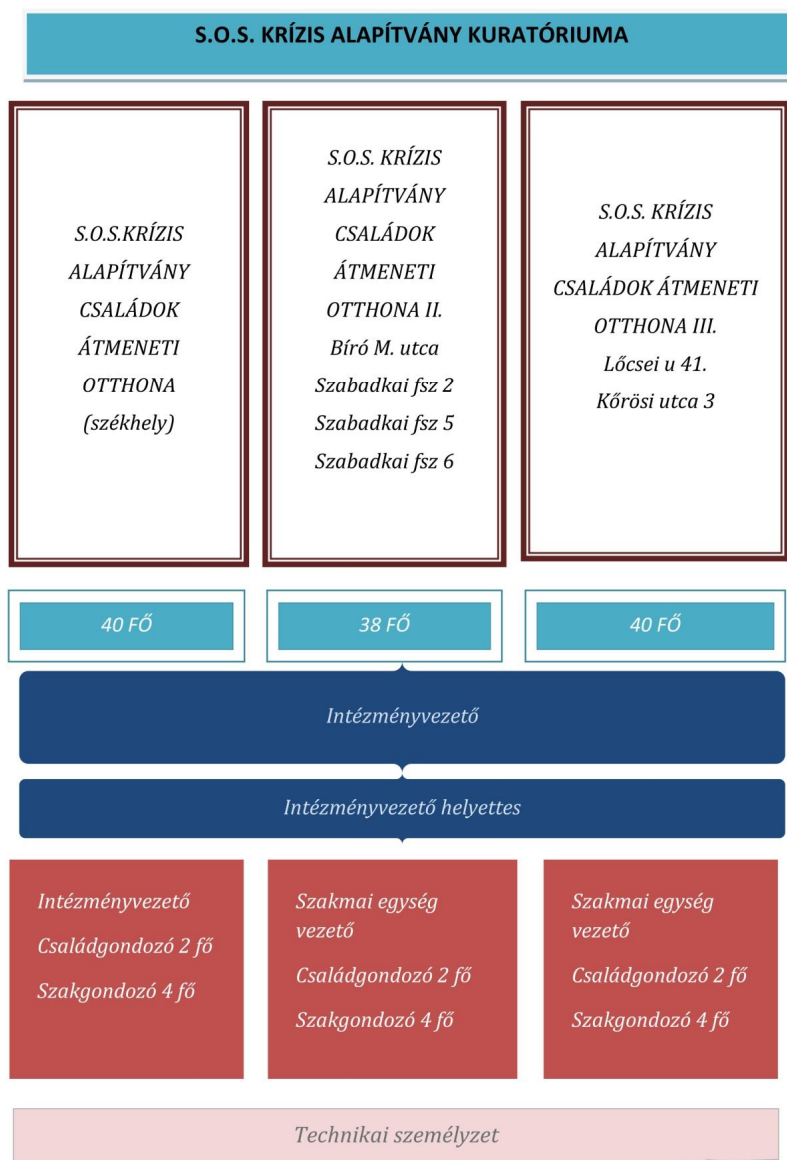 S.O.S. KRÍZIS ALAPÍTVÁNY KURATÓRIUMA
S.O.S.KRÍZIS
ALAPÍTVÁNY
CSALÁDOK
ÁTMENETI
OTTHONA
(székhely)
S.O.S. KRÍZIS
ALAPÍTVÁNY
CSALÁDOK
ÁTMENETI
OTTHONA II.
Bíró M. utca
Szabadkai fsz 2
Szabadkai fsz 5
Szabadkai fsz 6
S.O.S. KRÍZIS
ALAPÍTVÁNY
CSALÁDOK ÁTMENETI
OTTHONA III.
Lőcsei u 41.
Kőrösi utca 3
40 FŐ
38 FŐ
40 FŐ
Intézményvezető
Intézményvezető helyettes
Intézményvezető
Családgondozó 2 fő
Szakgondozó 4 fő
Szakmai egység
vezető
Családgondozó 2 fő
Szakgondozó 4 fő
Szakmai egység
vezető
Családgondozó 2 fő
Szakgondozó 4 fő
Technikai személyzet